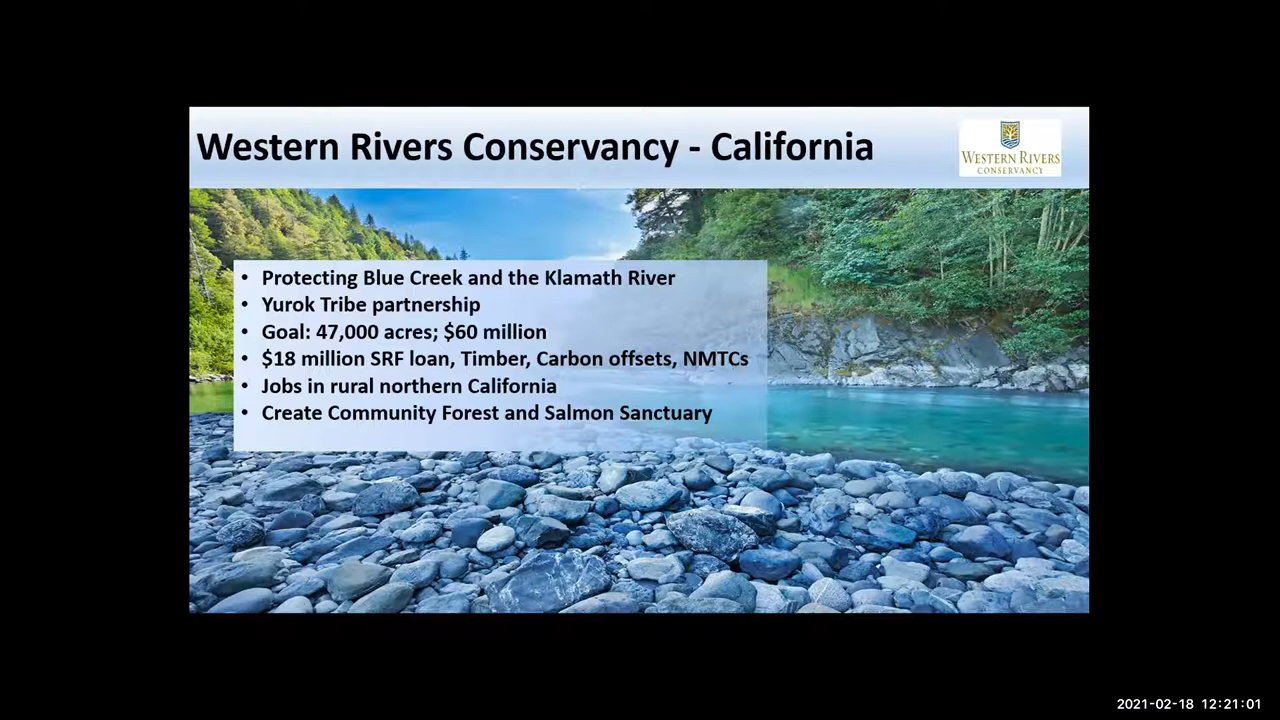 Western Rivers Conservancy - California
WESTERN RIVERS
CONSERVANCY
• Protecting Blue Creek and the Klamath River
• Yurok Tribe partnership
• Goal: 47,000 acres; $60 million
• $18 million SRF loan, Timber, Carbon offsets, NMTCs
• Jobs in rural northern California
• Create Community Forest and Salmon Sanctuary
2021-02-18 12:21:01